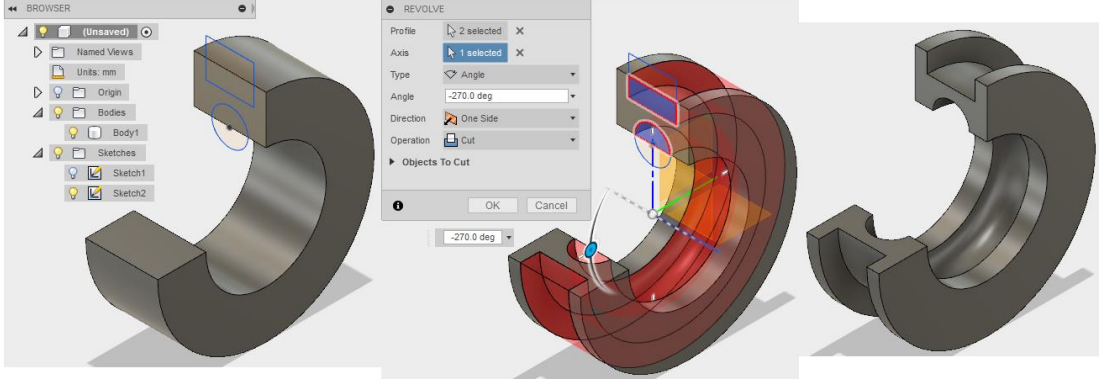 BROWSER
(Unsaved)
Named Views
Units: mm
Origin
Bodies
Body1
Sketches
Sketch1
Sketch2
REVOLVE
Profile 2 selected
Axis 1 selected
Type Angle
Angle -270.0 deg
Direction One Side
Operation Cut
Objects To Cut
OK Cancel
-270.0 deg